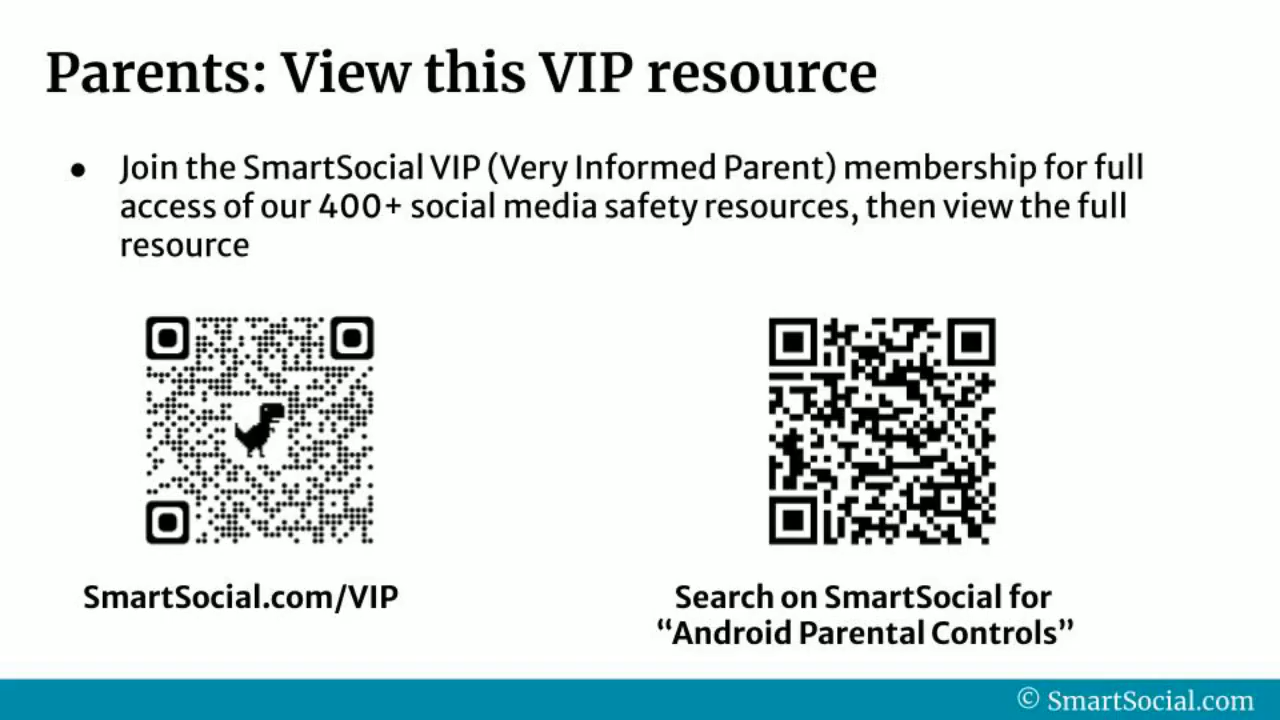 Parents: View this VIP resource
● Join the SmartSocial VIP (Very Informed Parent) membership for full
access of our 400+ social media safety resources, then view the full
resource
SmartSocial.com/VIP
Search on SmartSocial for
“Android Parental Controls”
© SmartSocial.com